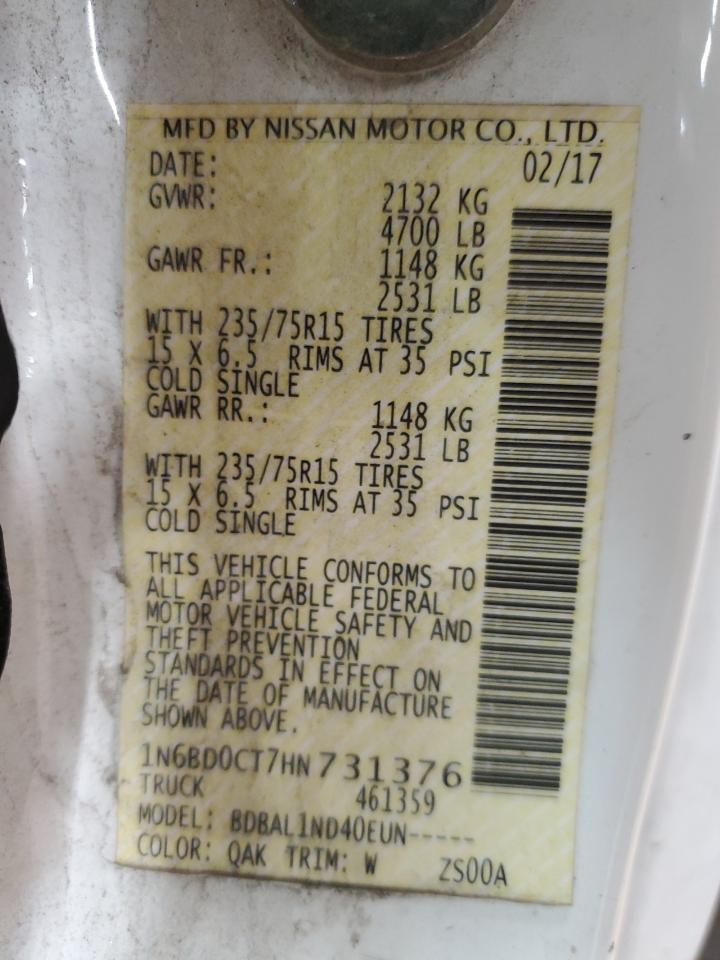 MFD BY NISSAN MOTOR CO., LTD.
DATE: 02/17
GVWR: 2132 KG
4700 LB
GAWR FR.: 1148 KG
2531 LB
WITH 235/75R15 TIRES
15 X 6.5 RIMS AT 35 PSI
COLD SINGLE
GAWR RR.: 1148 KG
2531 LB
WITH 235/75R15 TIRES
15 X 6.5 RIMS AT 35 PSI
COLD SINGLE
THIS VEHICLE CONFORMS TO
ALL APPLICABLE FEDERAL
MOTOR VEHICLE SAFETY AND
THEFT PREVENTION
STANDARDS IN EFFECT ON
THE DATE OF MANUFACTURE
SHOWN ABOVE.
1N6BD0CT7HN731376
TRUCK 461359
MODEL: BDBAL1ND40EUN-----
COLOR: QAK TRIM: W ZS00A